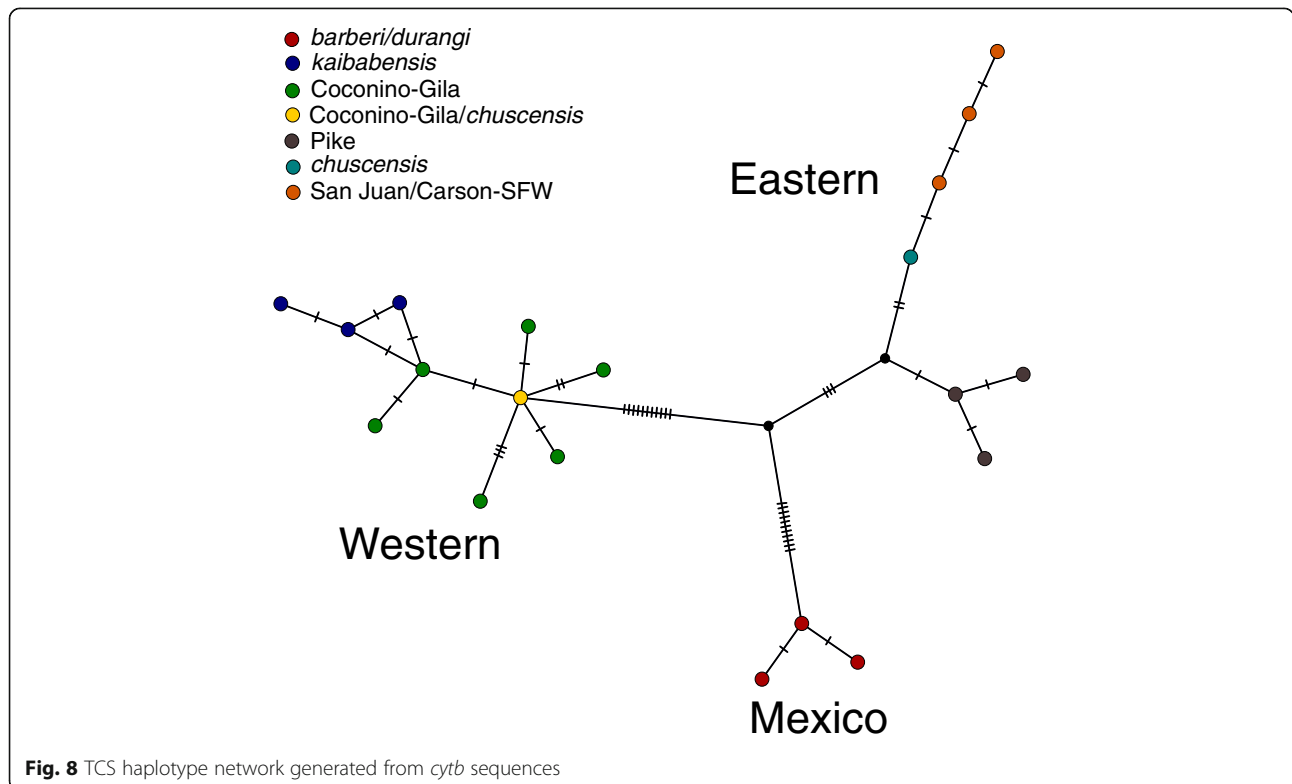 barberi/durangi
kaibabensis
Coconino-Gila
Coconino-Gila/chuscensis
Pike
chuscensis
San Juan/Carson-SFW
Eastern
Western
Mexico
Fig. 8 TCS haplotype network generated from cytb sequences